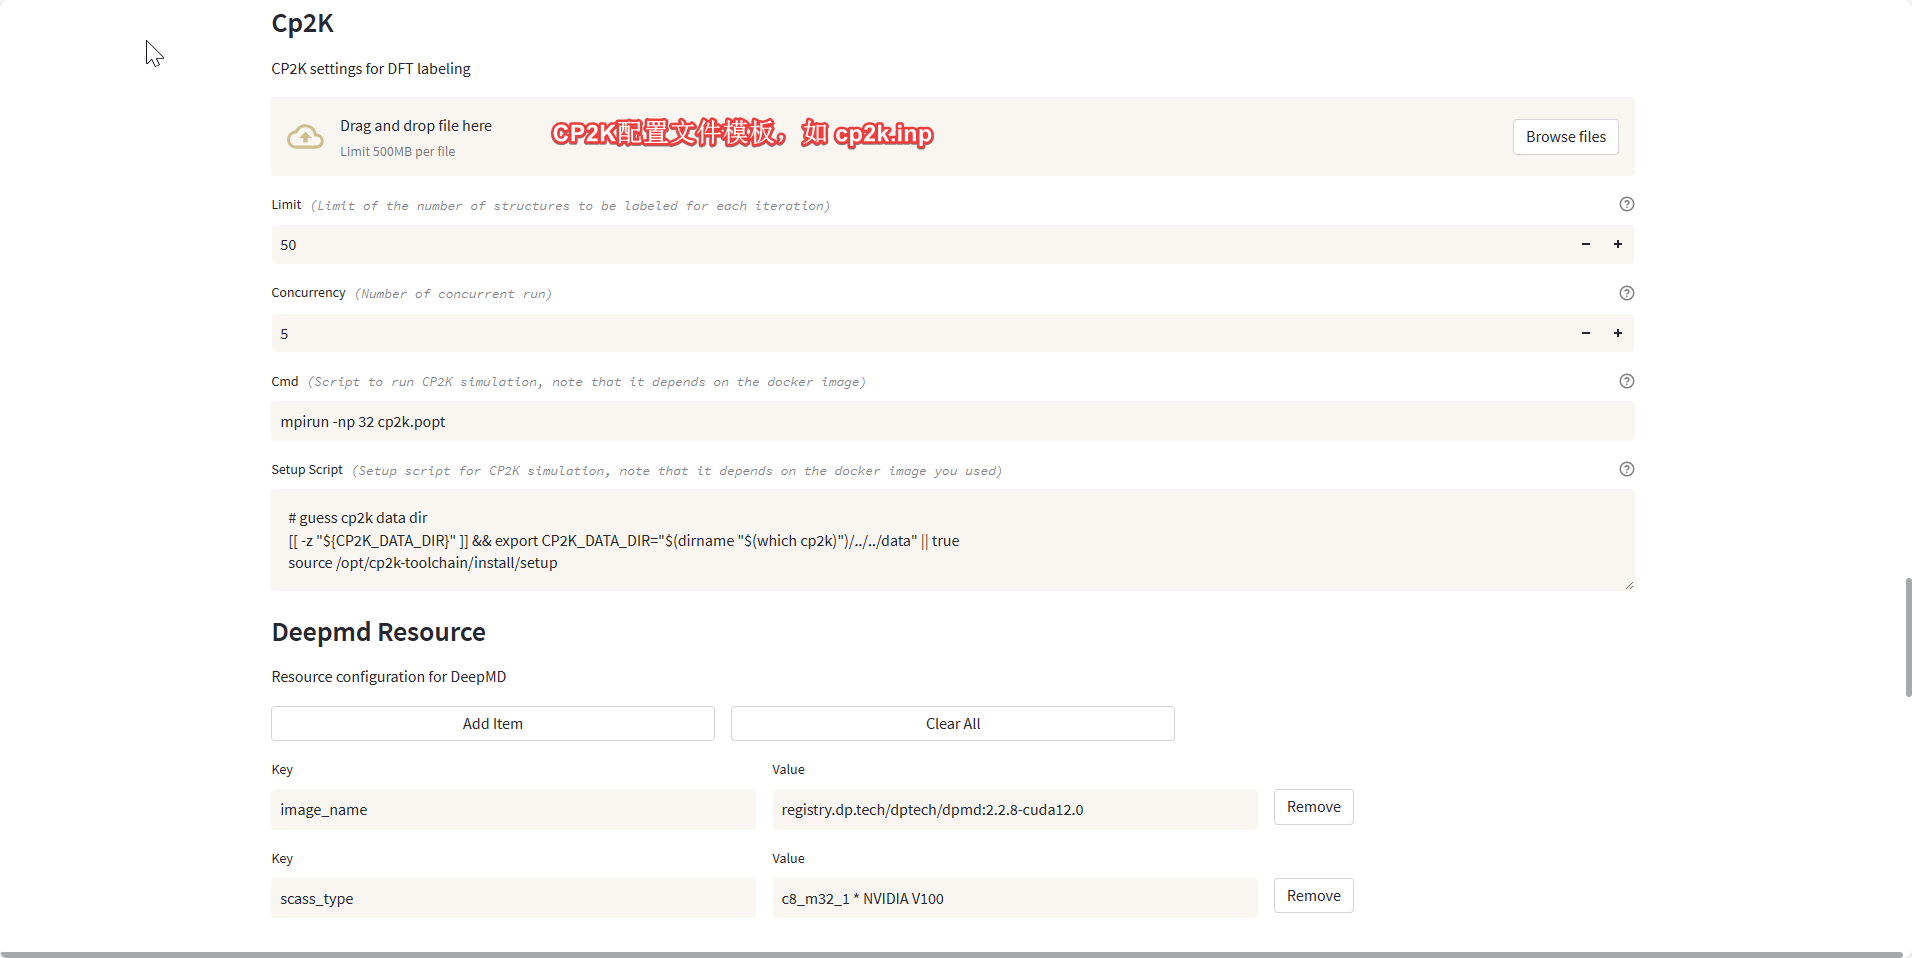 Cp2K
CP2K settings for DFT labeling
Drag and drop file here
Limit 500MB per file
CP2K配置文件模板，如 cp2k.inp
Browse files
Limit (Limit of the number of structures to be labeled for each iteration)
50
Concurrency (Number of concurrent run)
5
Cmd (Script to run CP2K simulation, note that it depends on the docker image)
mpirun -np 32 cp2k.popt
Setup Script (Setup script for CP2K simulation, note that it depends on the docker image you used)
# guess cp2k data dir
[[ -z "${CP2K_DATA_DIR}" ]] && export CP2K_DATA_DIR="$(dirname "$(which cp2k)")/../../data" || true
source /opt/cp2k-toolchain/install/setup
Deepmd Resource
Resource configuration for DeepMD
Add Item
Clear All
Key
Value
image_name
registry.dp.tech/dptech/dpmd:2.2.8-cuda12.0
Remove
Key
Value
scass_type
c8_m32_1 * NVIDIA V100
Remove